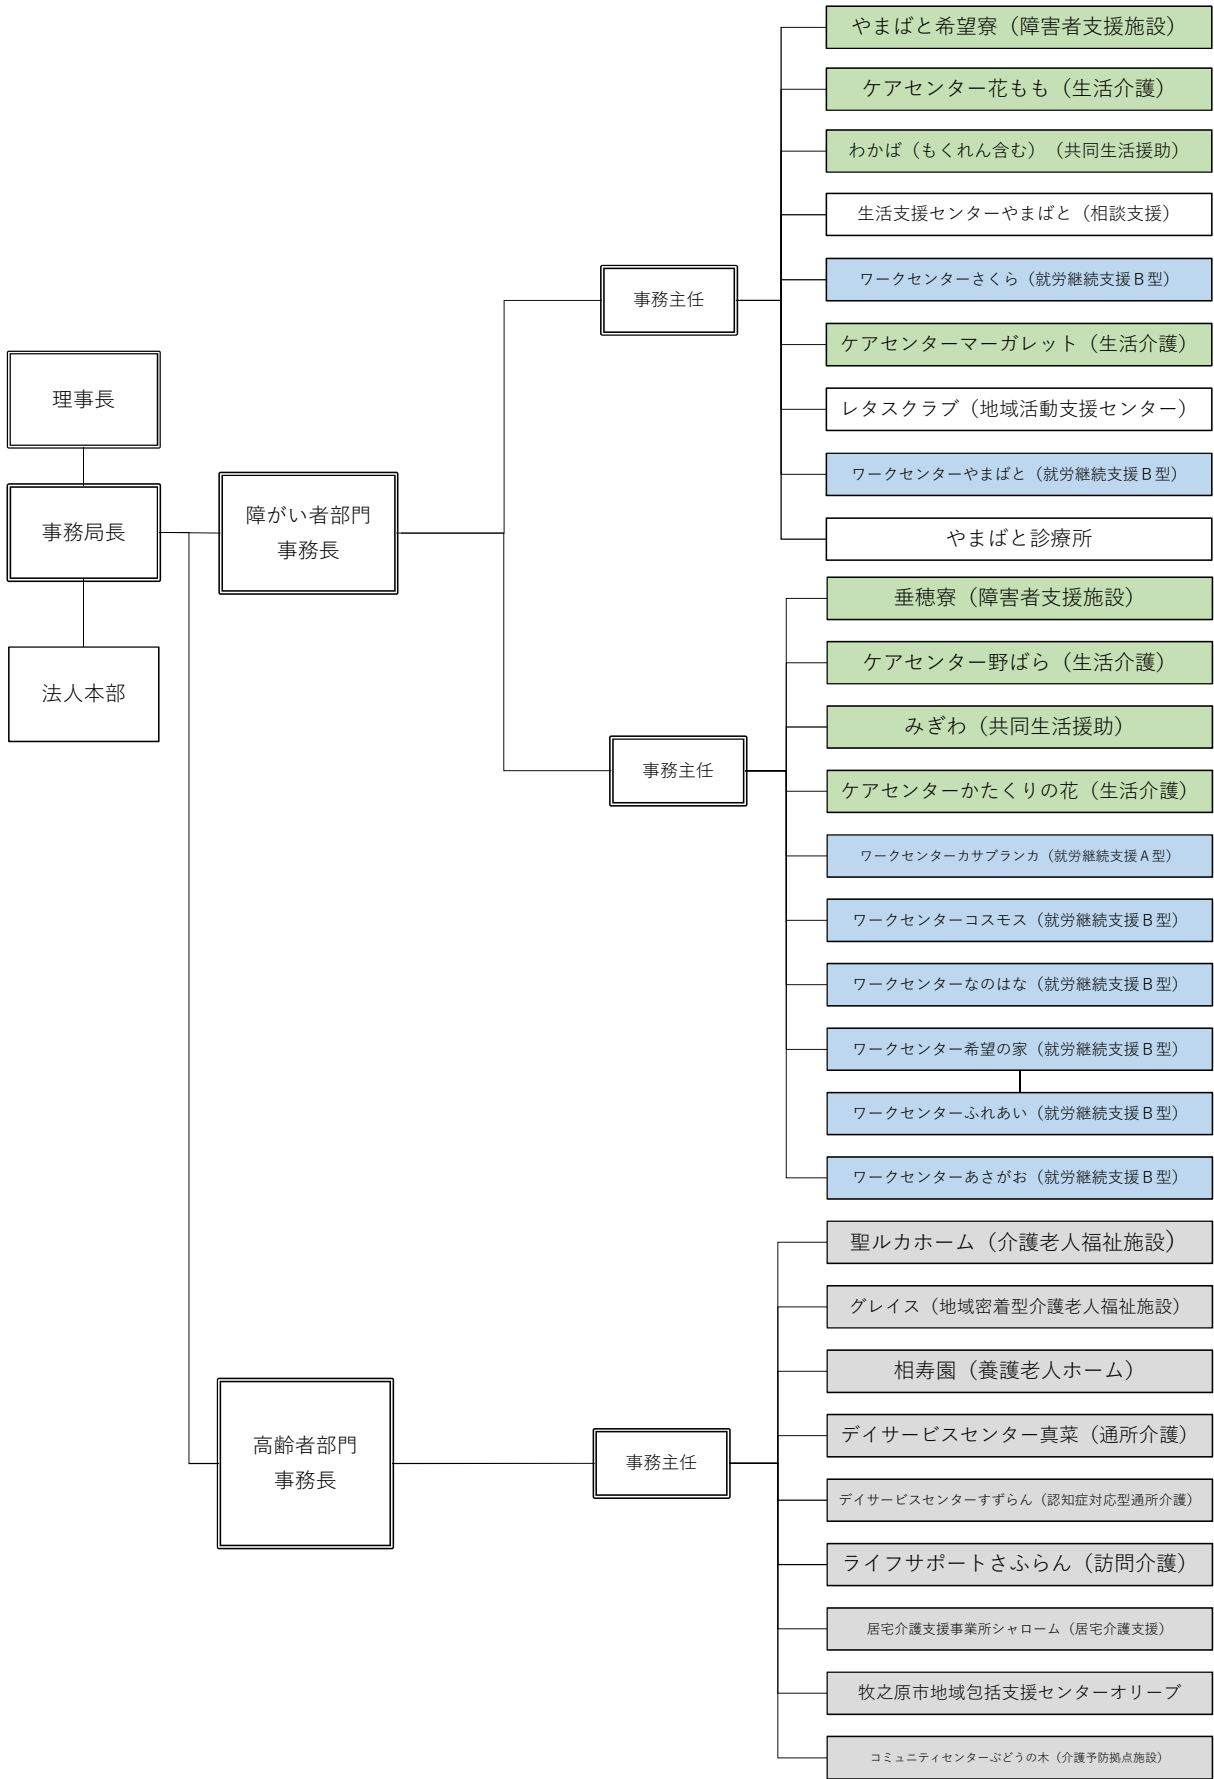 理事長
事務局長
法人本部
障がい者部門
事務長
高齢者部門
事務長
事務主任
事務主任
事務主任
やまばと希望寮（障害者支援施設）
ケアセンター花もも（生活介護）
わかば（もくれん含む）（共同生活援助）
生活支援センターやまばと（相談支援）
ワークセンターさくら（就労継続支援Ｂ型）
ケアセンターマーガレット（生活介護）
レタスクラブ（地域活動支援センター）
ワークセンターやまばと（就労継続支援Ｂ型）
やまばと診療所
垂穂寮（障害者支援施設）
ケアセンター野ばら（生活介護）
みぎわ（共同生活援助）
ケアセンターかたくりの花（生活介護）
ワークセンターカサブランカ（就労継続支援Ａ型）
ワークセンターコスモス（就労継続支援Ｂ型）
ワークセンターなのはな（就労継続支援Ｂ型）
ワークセンター希望の家（就労継続支援Ｂ型）
ワークセンターふれあい（就労継続支援Ｂ型）
ワークセンターあさがお（就労継続支援Ｂ型）
聖ルカホーム（介護老人福祉施設）
グレイス（地域密着型介護老人福祉施設）
相寿園（養護老人ホーム）
デイサービスセンター真菜（通所介護）
デイサービスセンターすずらん（認知症対応型通所介護）
ライフサポートさふらん（訪問介護）
居宅介護支援事業所シャローム（居宅介護支援）
牧之原市地域包括支援センターオリーブ
コミュニティセンターぶどうの木（介護予防拠点施設）